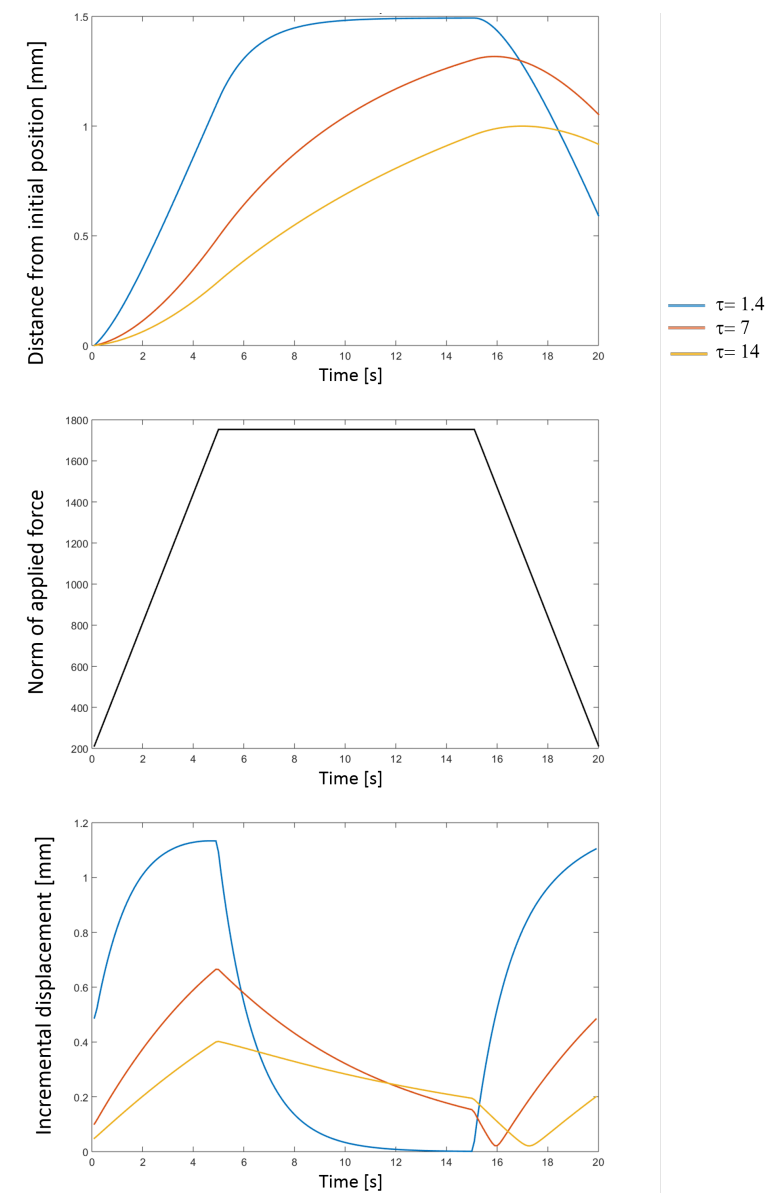 1.5
1
0.5
0
0 2 4 6 8 10 12 14 16 18 20
Distance from initial position [mm]
Time [s]
τ= 1.4
τ= 7
τ= 14
1800
1600
1400
1200
1000
800
600
400
200
0 2 4 6 8 10 12 14 16 18 20
Norm of applied force
Time [s]
1.2
1
0.8
0.6
0.4
0.2
0
0 2 4 6 8 10 12 14 16 18 20
Incremental displacement [mm]
Time [s]